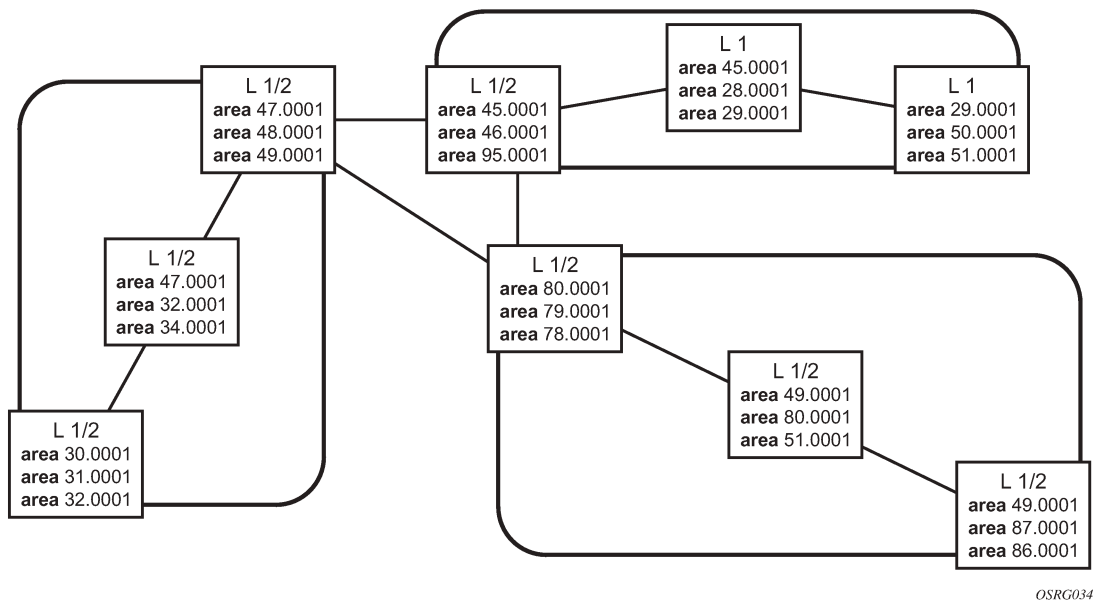 L 1
area 45.0001
area 28.0001
area 29.0001
L 1/2
area 47.0001
area 48.0001
area 49.0001
L 1/2
area 45.0001
area 46.0001
area 95.0001
L 1
area 29.0001
area 50.0001
area 51.0001
L 1/2
area 47.0001
area 32.0001
area 34.0001
L 1/2
area 80.0001
area 79.0001
area 78.0001
L 1/2
area 49.0001
area 80.0001
area 51.0001
L 1/2
area 30.0001
area 31.0001
area 32.0001
L 1/2
area 49.0001
area 87.0001
area 86.0001
OSRG034